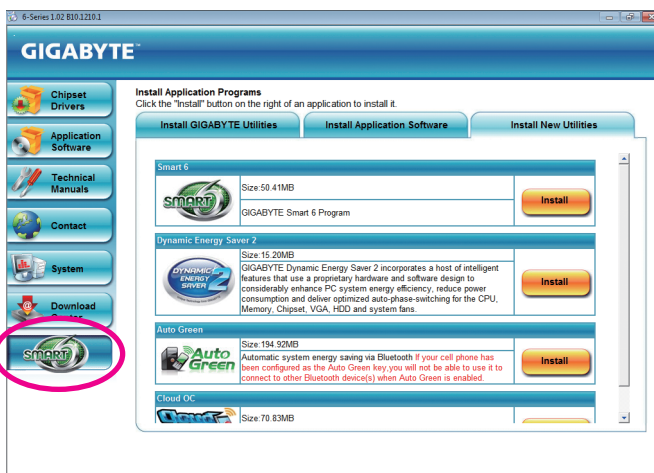 6-Series 1.02 B10.1210.1
GIGABYTE™
Chipset
Drivers
Application
Software
Technical
Manuals
Contact
System
Download
SMART 6
Install Application Programs
Click the "Install" button on the right of an application to install it.
Install GIGABYTE Utilities
Install Application Software
Install New Utilities
Smart 6
SMART 6
Size:50.41MB
GIGABYTE Smart 6 Program
Install
Dynamic Energy Saver 2
DYNAMIC
ENERGY
SAVER 2
Size:15.20MB
GIGABYTE Dynamic Energy Saver 2 incorporates a host of intelligent
features that use a proprietary hardware and software design to
considerably enhance PC system energy efficiency, reduce power
consumption and deliver optimized auto-phase-switching for the CPU,
Memory, Chipset, VGA, HDD and system fans.
Install
Auto Green
Auto
Green
Size:194.92MB
Automatic system energy saving via Bluetooth If your cell phone has
been configured as the Auto Green key,you will not be able to use it to
connect to other Bluetooth device(s) when Auto Green is enabled.
Install
Cloud OC
Size:70.83MB